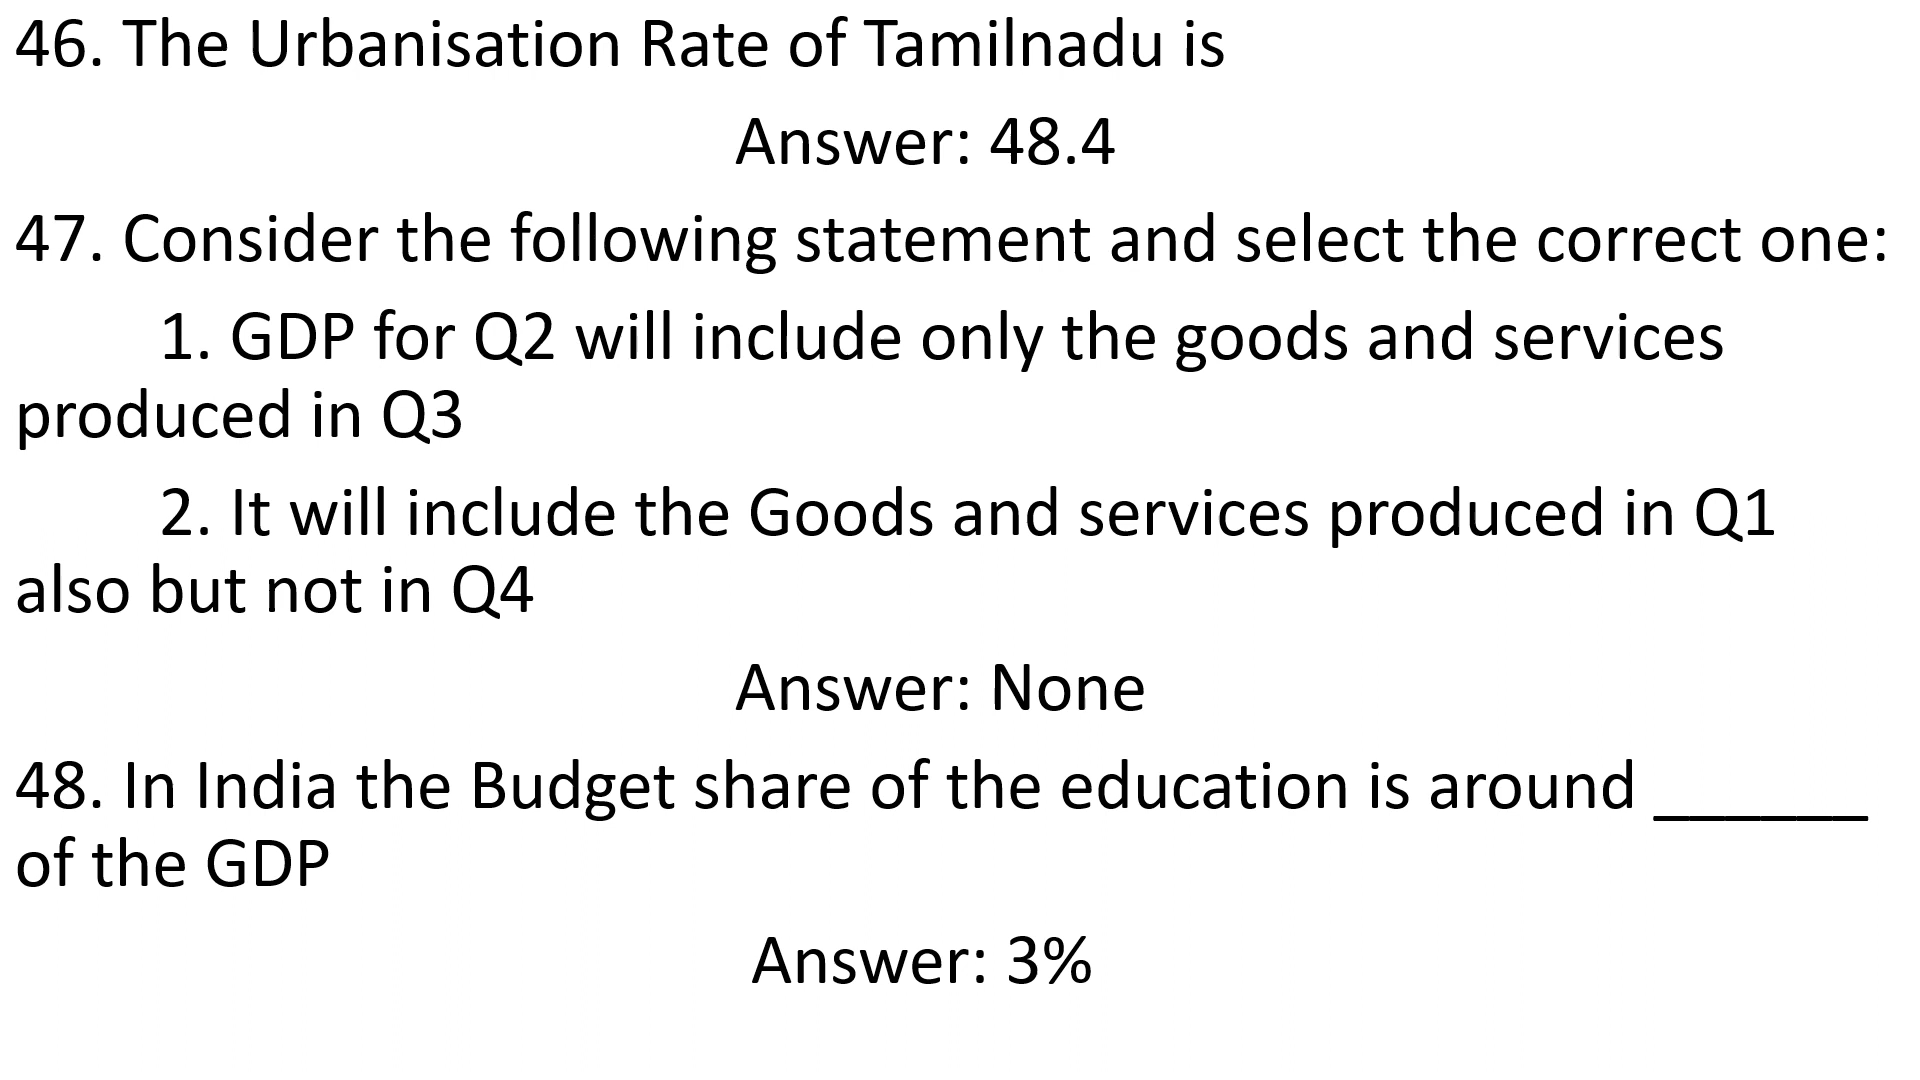 46. The Urbanisation Rate of Tamilnadu is
Answer: 48.4
47. Consider the following statement and select the correct one:
1. GDP for Q2 will include only the goods and services
produced in Q3
2. It will include the Goods and services produced in Q1
also but not in Q4
Answer: None
48. In India the Budget share of the education is around ______
of the GDP
Answer: 3%